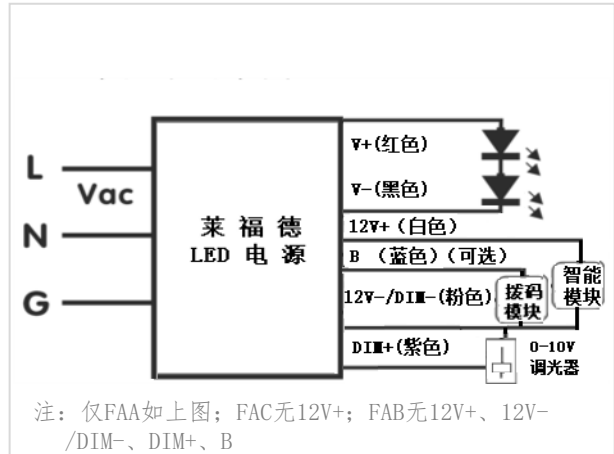 L
Vac
N
G
莱福德
LED 电 源
V+(红色)
V-(黑色)
12V+（白色）
B （蓝色）(可选)
12V-/DIM-(粉色)
DIM+(紫色)
拨码
模块
智能
模块
0-10V
调光器
注: 仅FAA如上图; FAC无12V+; FAB无12V+、12V-
/DIM-、DIM+、B